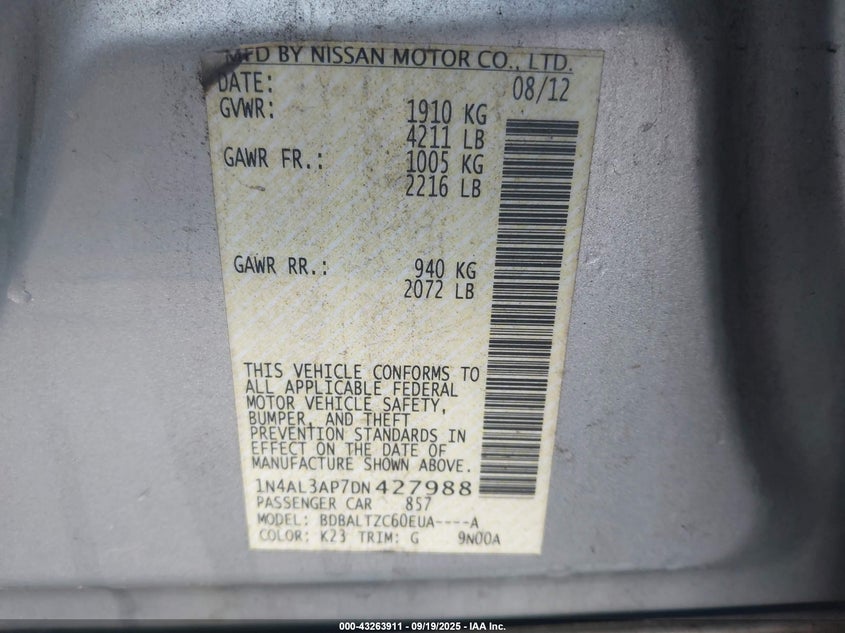 MFD BY NISSAN MOTOR CO., LTD.
DATE: 08/12
GVWR: 1910 KG
4211 LB
GAWR FR.: 1005 KG
2216 LB
GAWR RR.: 940 KG
2072 LB
THIS VEHICLE CONFORMS TO
ALL APPLICABLE FEDERAL
MOTOR VEHICLE SAFETY,
BUMPER, AND THEFT
PREVENTION STANDARDS IN
EFFECT ON THE DATE OF
MANUFACTURE SHOWN ABOVE.
1N4AL3AP7DN427988
PASSENGER CAR 857
MODEL: BDBALTZC60EUA----A
COLOR: K23 TRIM: G 9N00A
000-43263911 - 09/19/2025 - IAA Inc.